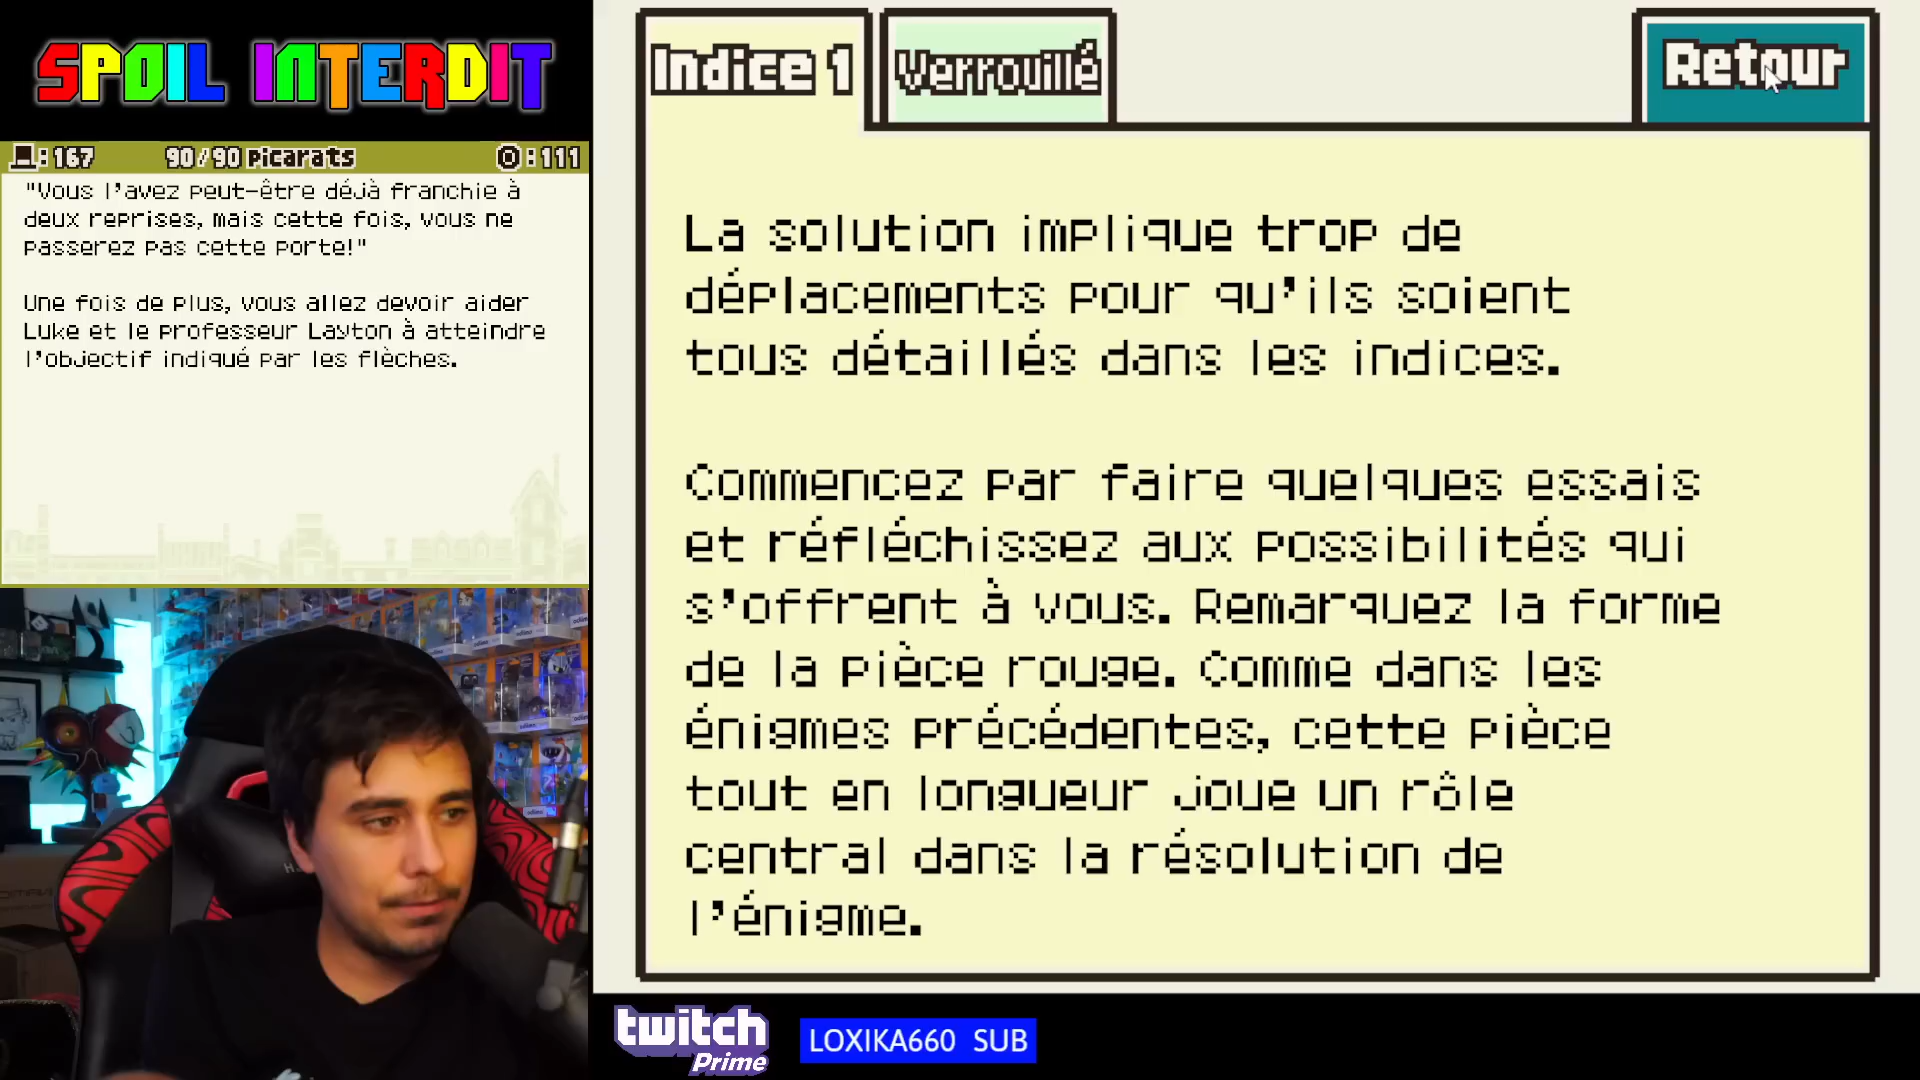 SPOIL INTERDIT
:167
90/90 picarats
:111
"Vous l'avez peut-être déjà franchie à
deux reprises, mais cette fois, vous ne
passerez pas cette porte!"
Une fois de plus, vous allez devoir aider
Luke et le professeur Layton à atteindre
l'objectif indiqué par les flèches.
Indice 1
Verrouillé
Retour
La solution implique trop de
déplacements pour qu'ils soient
tous détaillés dans les indices.
Commencez par faire quelques essais
et réfléchissez aux possibilités qui
s'offrent à vous. Remarquez la forme
de la pièce rouge. Comme dans les
énigmes précédentes, cette pièce
tout en longueur joue un rôle
central dans la résolution de
l'énigme.
twitch
Prime
LOXIKA660 SUB